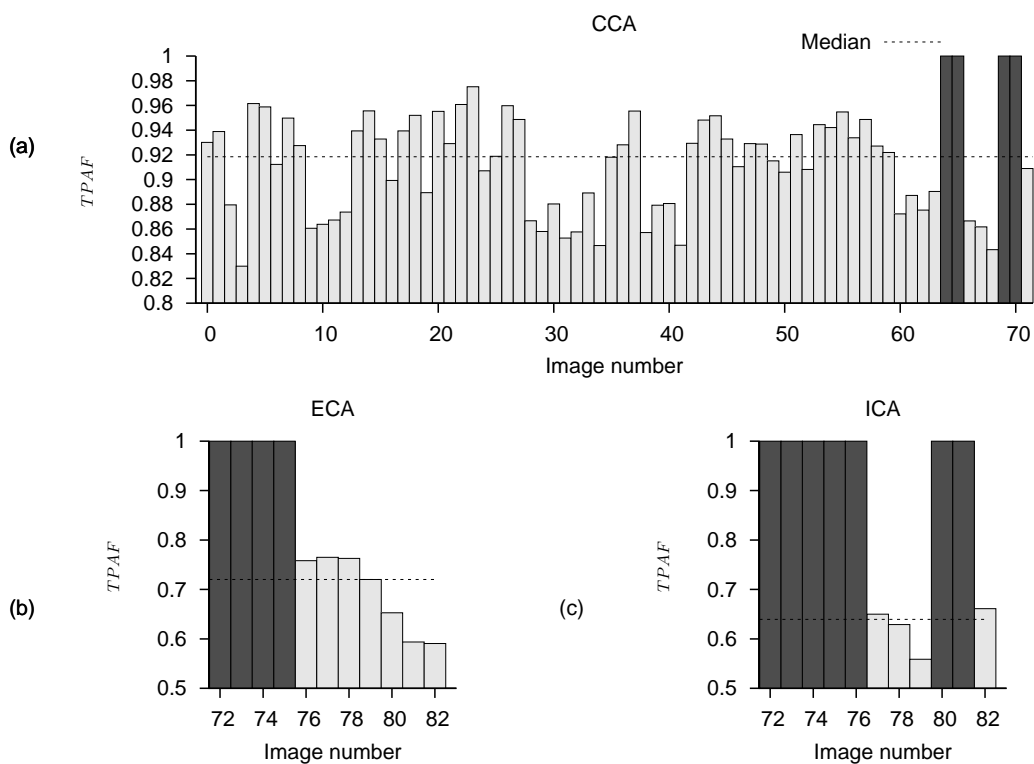 CCA
Median
(a)
TPAF
1
0.98
0.96
0.94
0.92
0.9
0.88
0.86
0.84
0.82
0.8
0 10 20 30 40 50 60 70
Image number
ECA
(b)
TPAF
1
0.9
0.8
0.7
0.6
0.5
72 74 76 78 80 82
Image number
ICA
(c)
TPAF
1
0.9
0.8
0.7
0.6
0.5
72 74 76 78 80 82
Image number